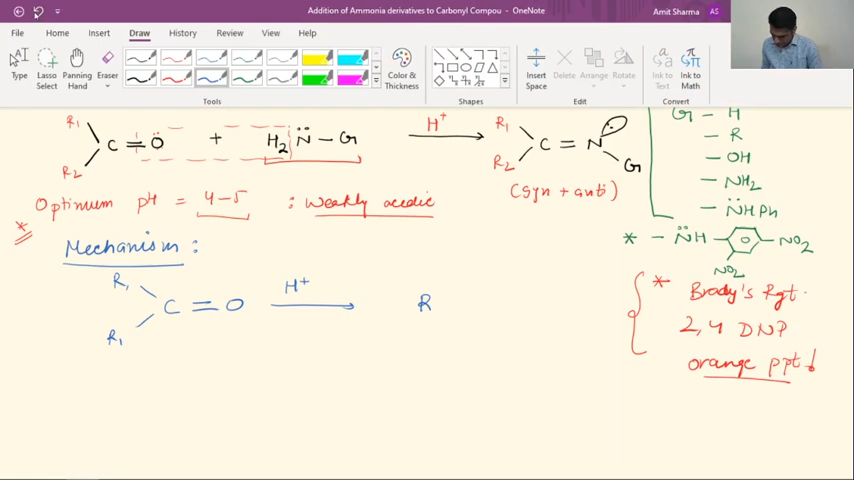 Addition of Ammonia derivatives to Carbonyl Compou - OneNote
Amit Sharma AS
File Home Insert Draw History Review View Help
Type Lasso Select Panning Hand Eraser Color & Thickness Insert Space Delete Arrange Rotate Ink to Text Ink to Math
Tools Shapes Edit Convert
R1 R2 C = O + H2 N – G H+ R1 R2 C = N G
G – H
– R
– OH
– NH2
– NHPh
* – NH – NO2 NO2
(syn + anti)
Optimum pH = 4–5 : weakly acidic
*
Mechanism :
R1 R1 C = O H+ R
* Brady's Rgt.
2,4 DNP
orange ppt!